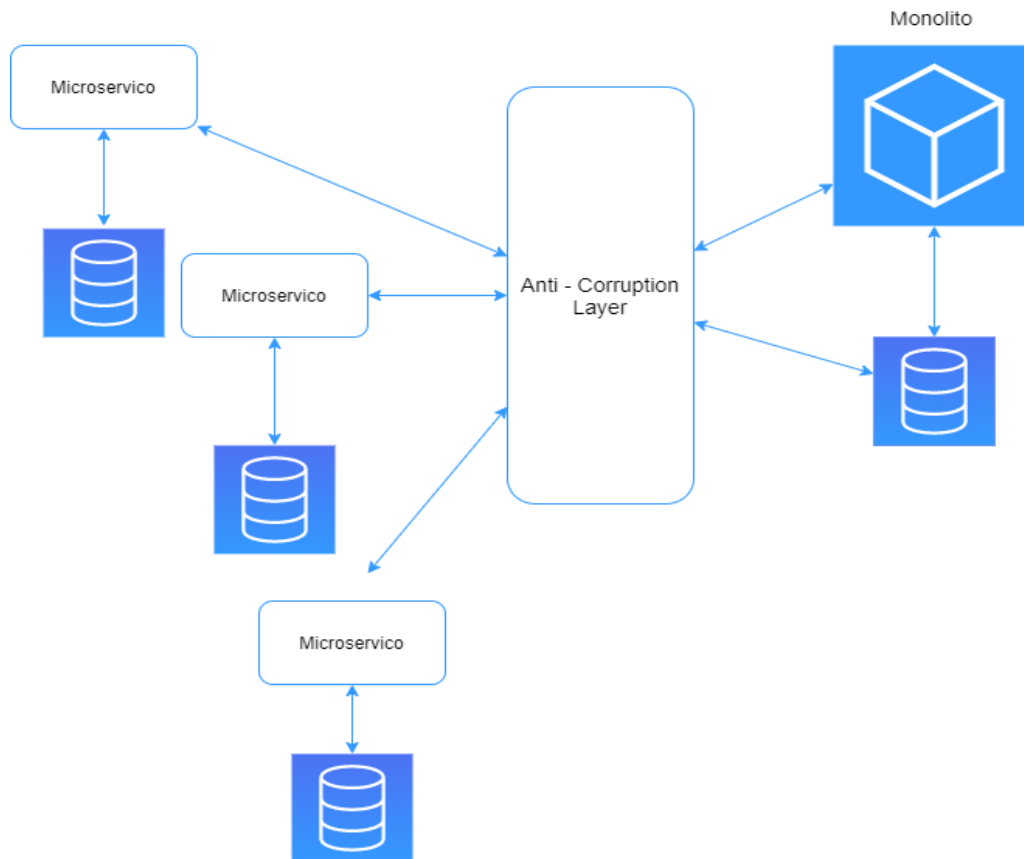 Monolito
Microservico
Microservico
Anti - Corruption
Layer
Microservico